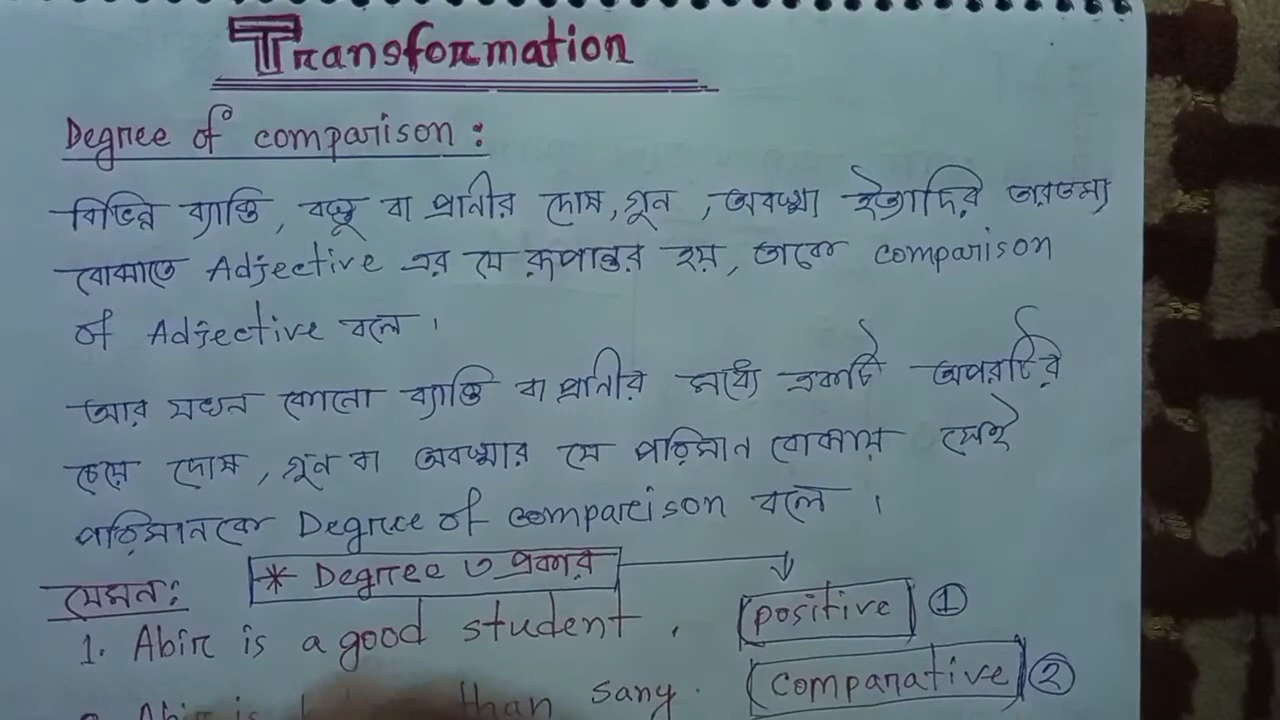 Transformation
Degree of comparison :
বিভিন্ন ব্যাক্তি, বস্তু বা প্রানীর দোষ, গুন, অবস্থা ইত্যাদির তারতম্য
বোঝাতে Adjective এর যে রূপান্তর হয়, তাকে comparison
of Adjective বলে ।
আর যখন কোনো ব্যাক্তি বা প্রানীর মধ্যে একটি অপরটির
চেয়ে দোষ, গুন বা অবস্থার যে পরিমান বোঝায় সেই
পরিমানকে Degree of comparison বলে ।
যেমন: * Degree ৩ প্রকার
1. Abir is a good student . positive ①
Abir is than sany. comparative ②